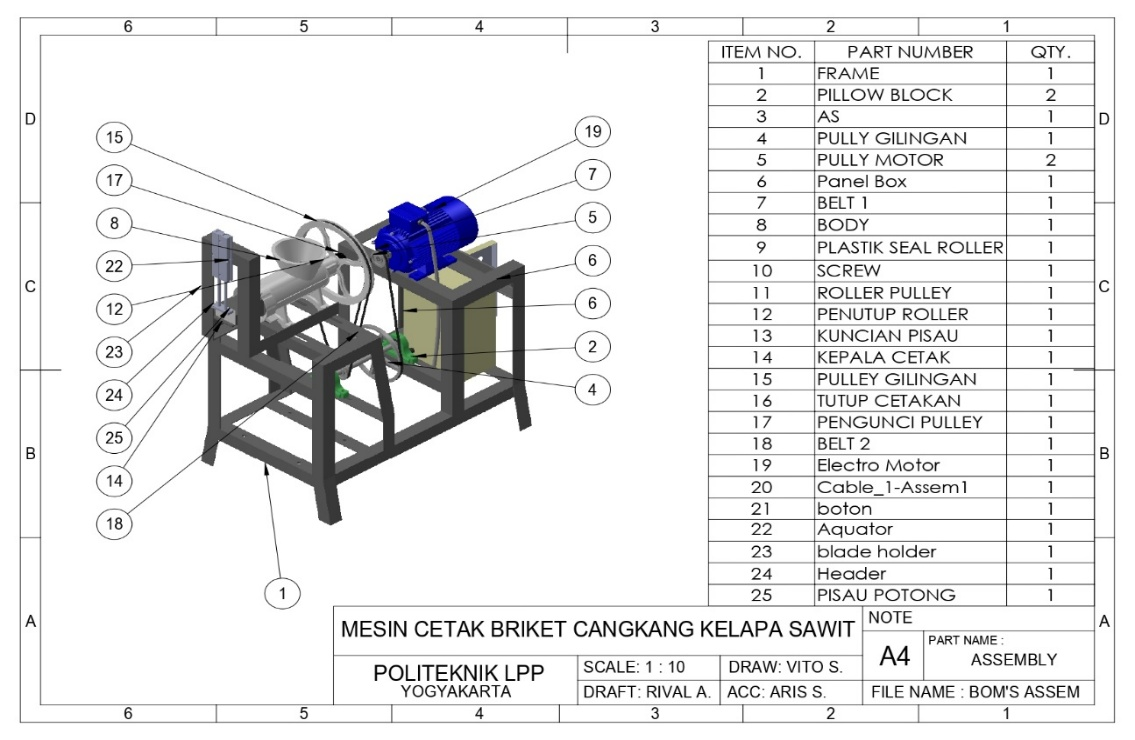 6 5 4 3 2 1
ITEM NO. PART NUMBER QTY.
1 FRAME 1
2 PILLOW BLOCK 2
3 AS 1
4 PULLY GILINGAN 1
5 PULLY MOTOR 2
6 Panel Box 1
7 BELT 1 1
8 BODY 1
9 PLASTIK SEAL ROLLER 1
10 SCREW 1
11 ROLLER PULLEY 1
12 PENUTUP ROLLER 1
13 KUNCIAN PISAU 1
14 KEPALA CETAK 1
15 PULLEY GILINGAN 1
16 TUTUP CETAKAN 1
17 PENGUNCI PULLEY 1
18 BELT 2 1
19 Electro Motor 1
20 Cable_1-Assem1 1
21 boton 1
22 Aquator 1
23 blade holder 1
24 Header 1
25 PISAU POTONG 1
D D
C C
B B
A A
15
17
8
22
12
23
24
25
14
18
1
19
7
5
6
6
2
4
MESIN CETAK BRIKET CANGKANG KELAPA SAWIT
NOTE
A4
PART NAME :
ASSEMBLY
POLITEKNIK LPP
YOGYAKARTA
SCALE: 1 : 10
DRAW: VITO S.
DRAFT: RIVAL A.
ACC: ARIS S.
FILE NAME : BOM'S ASSEM
6 5 4 3 2 1